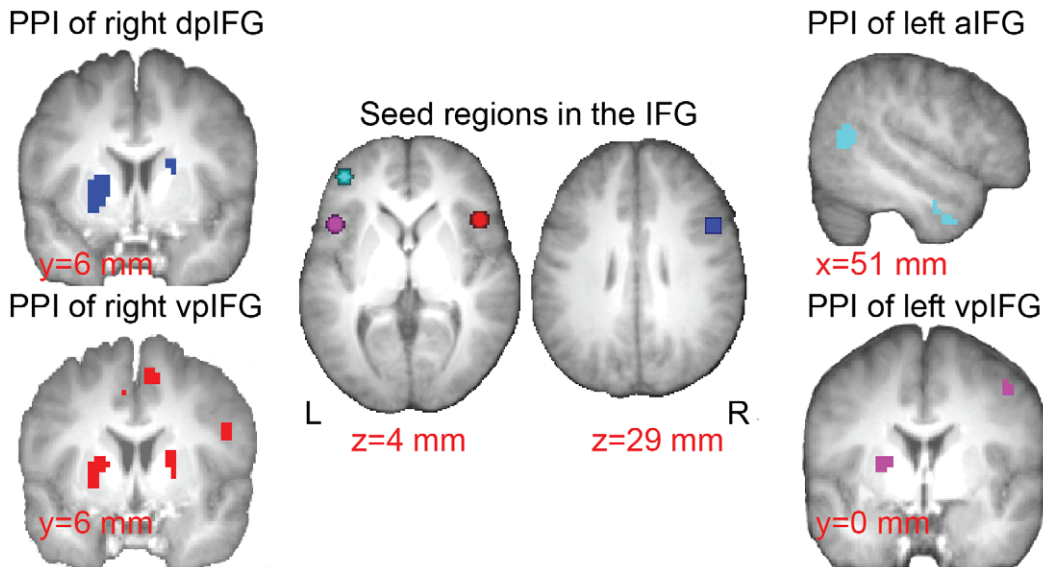 PPI of right dpIFG
y=6 mm
PPI of right vpIFG
y=6 mm
Seed regions in the IFG
L
R
z=4 mm
z=29 mm
PPI of left aIFG
x=51 mm
PPI of left vpIFG
y=0 mm